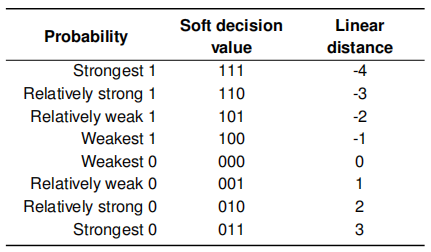 Probability Soft decision value Linear distance
Strongest 1 111 -4
Relatively strong 1 110 -3
Relatively weak 1 101 -2
Weakest 1 100 -1
Weakest 0 000 0
Relatively weak 0 001 1
Relatively strong 0 010 2
Strongest 0 011 3